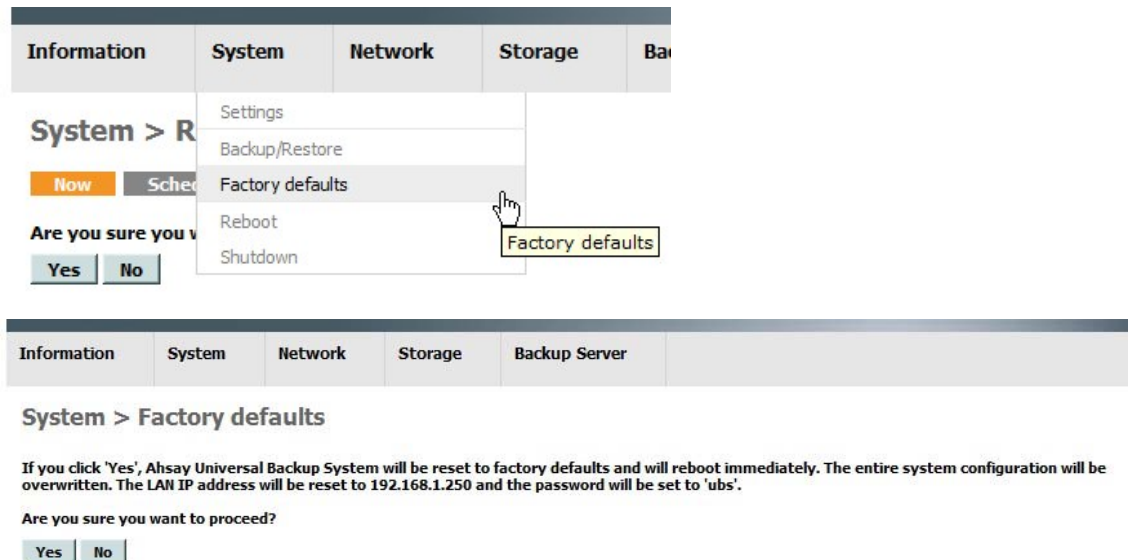 Information System Network Storage
System > R
Settings
Backup/Restore
Now
Factory defaults
Reboot
Are you sure you
Factory defaults
Shutdown
Yes No
Information System Network Storage Backup Server
System > Factory defaults
If you click 'Yes', Ahsay Universal Backup System will be reset to factory defaults and will reboot immediately. The entire system configuration will be
overwritten. The LAN IP address will be reset to 192.168.1.250 and the password will be set to 'ubs'.
Are you sure you want to proceed?
Yes No